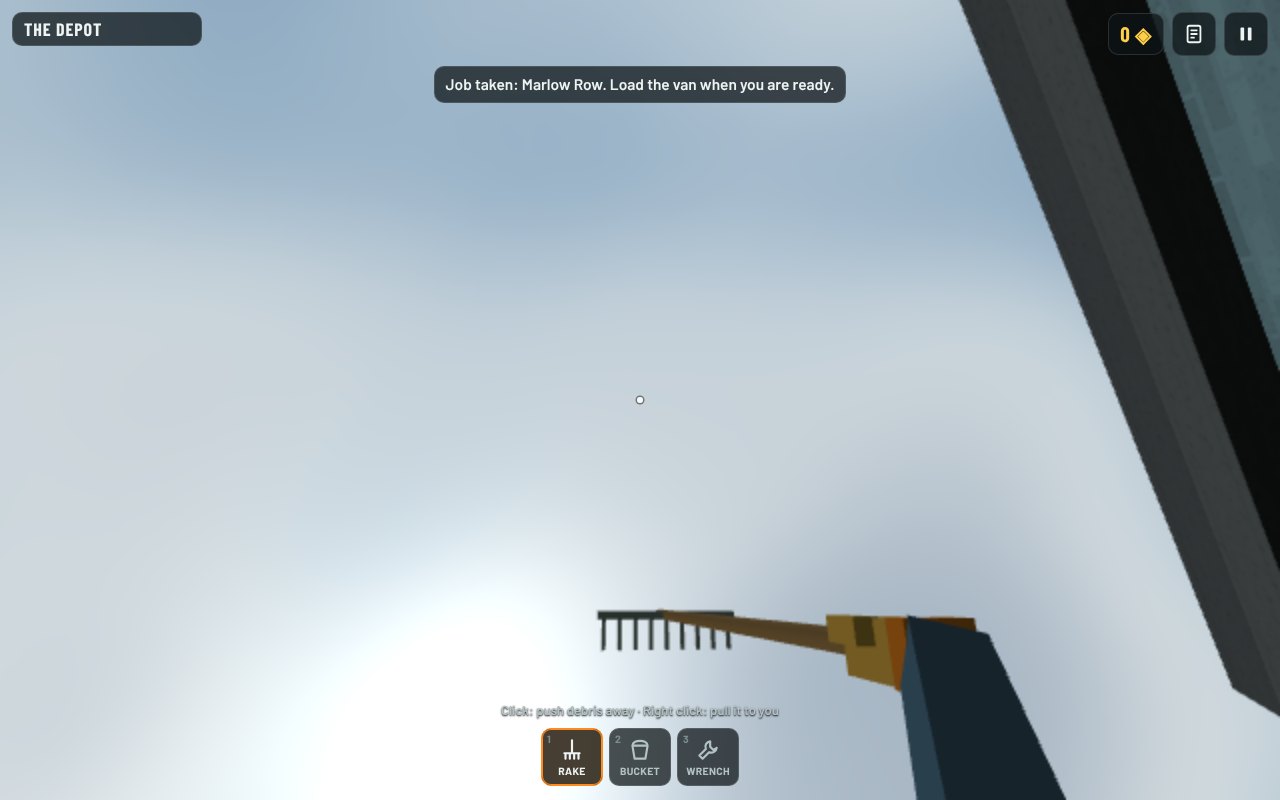 THE DEPOT
0
Job taken: Marlow Row. Load the van when you are ready.
Click: push debris away · Right click: pull it to you
1
RAKE
2
BUCKET
3
WRENCH